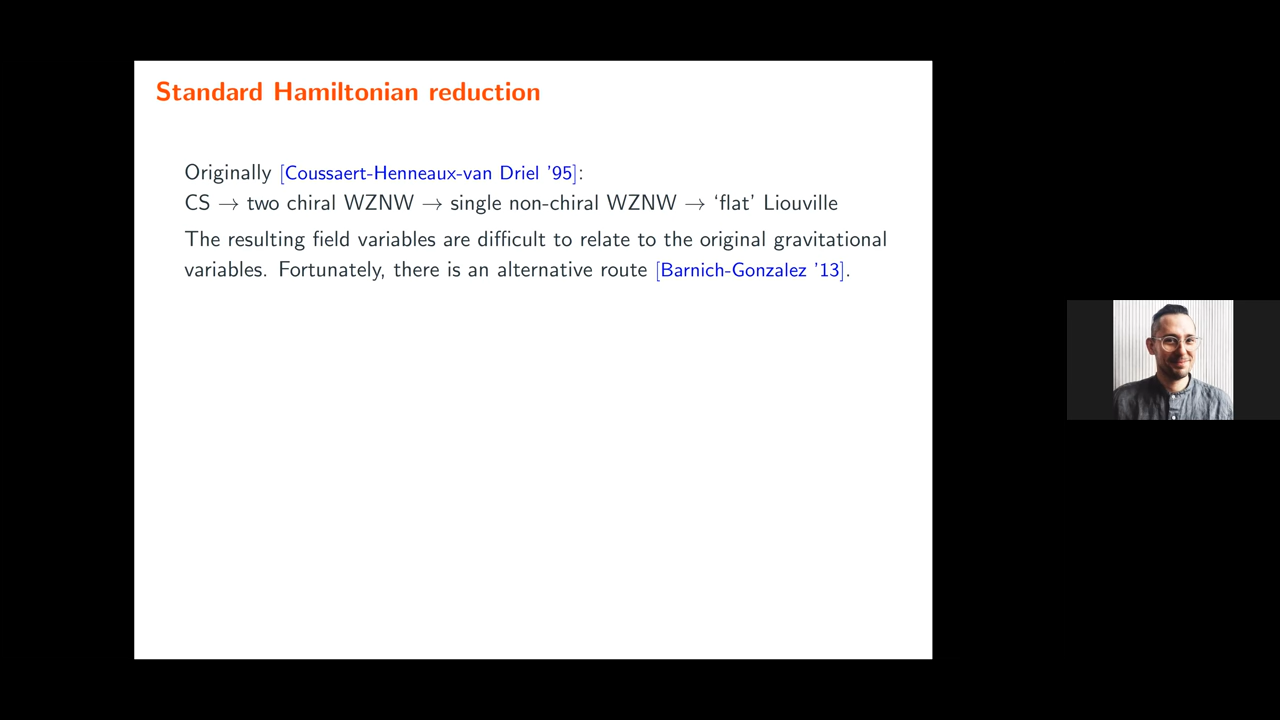 Standard Hamiltonian reduction
Originally [Coussaert-Henneaux-van Driel '95]:
CS → two chiral WZNW → single non-chiral WZNW → ‘flat’ Liouville
The resulting field variables are difficult to relate to the original gravitational
variables. Fortunately, there is an alternative route [Barnich-Gonzalez '13].